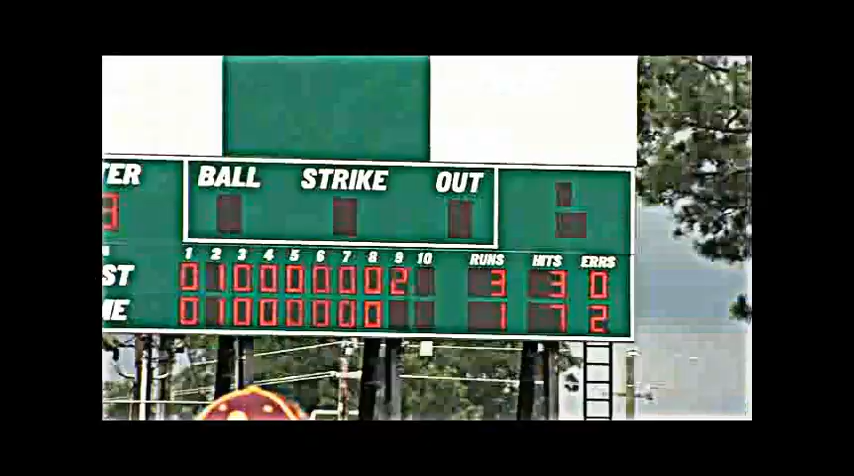 TER BALL STRIKE OUT
1 2 3 4 5 6 7 8 9 10 RUNS HITS ERRS
ST 0 1 0 0 0 0 0 0 2 3 3 0
ME 0 1 0 0 0 0 0 0 1 7 2